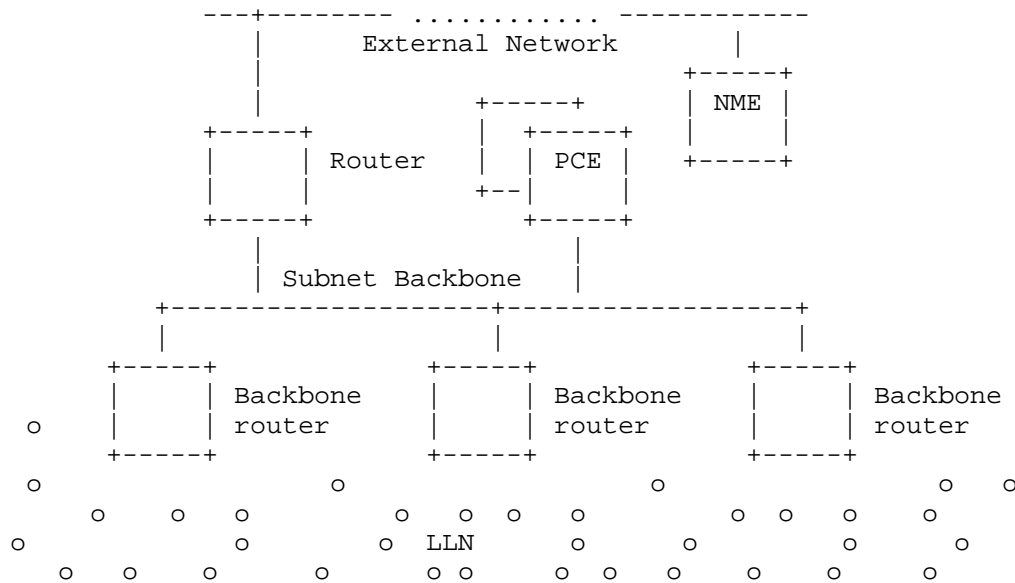 External Network
NME
Router
PCE
Subnet Backbone
Backbone Backbone Backbone
router router router
LLN